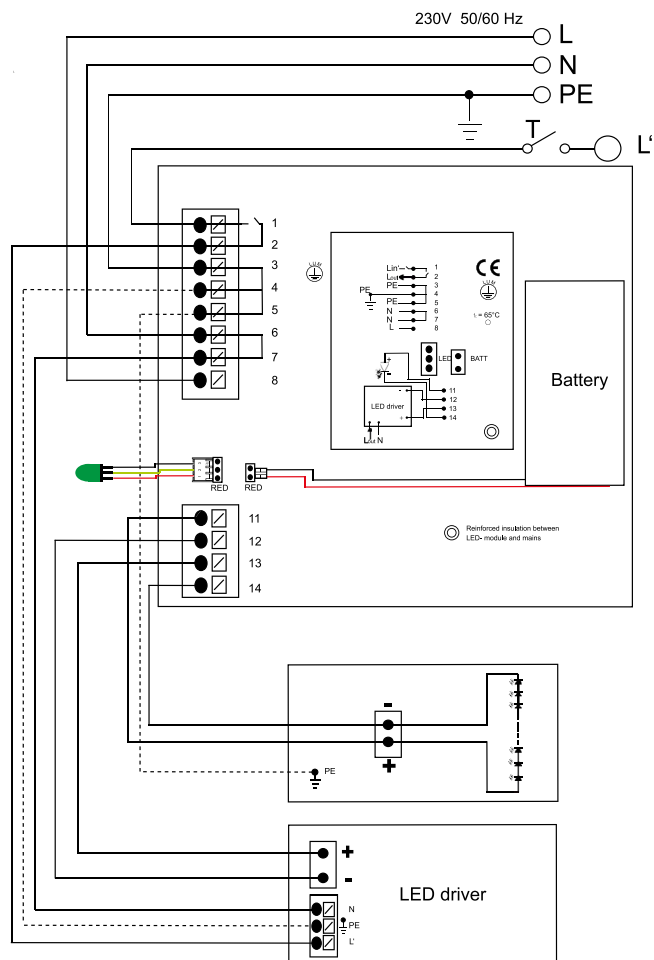 230V 50/60 Hz
L
N
PE
T
L'
1
2
3
4
5
6
7
8
Lin' 1
Lout 2
PE 3
PE 4
PE 5
N 6
N 7
L 8
CE
t = 65°C
LED
BATT
+
-
LED driver
-
+
11
12
13
14
Lout N
Battery
RED
RED
11
12
13
14
Reinforced insulation between
LED- module and mains
-
+
PE
+
-
LED driver
N
PE
L'